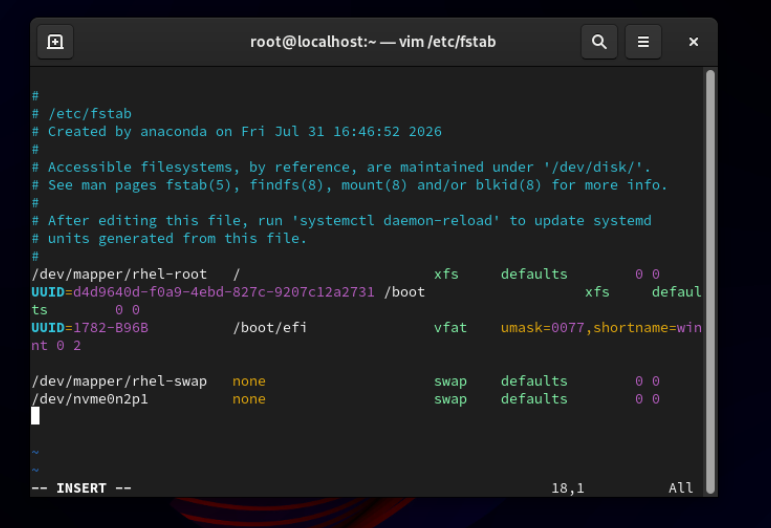 root@localhost:~ — vim /etc/fstab
#
# /etc/fstab
# Created by anaconda on Fri Jul 31 16:46:52 2026
#
# Accessible filesystems, by reference, are maintained under '/dev/disk/'.
# See man pages fstab(5), findfs(8), mount(8) and/or blkid(8) for more info.
#
# After editing this file, run 'systemctl daemon-reload' to update systemd
# units generated from this file.
#
/dev/mapper/rhel-root   /                       xfs     defaults        0 0
UUID=d4d9640d-f0a9-4ebd-827c-9207c12a2731 /boot                   xfs     defaul
ts        0 0
UUID=1782-B96B          /boot/efi               vfat    umask=0077,shortname=win
nt 0 2
/dev/mapper/rhel-swap   none                    swap    defaults        0 0
/dev/nvme0n2p1          none                    swap    defaults        0 0
~
~
-- INSERT --                                                  18,1          All